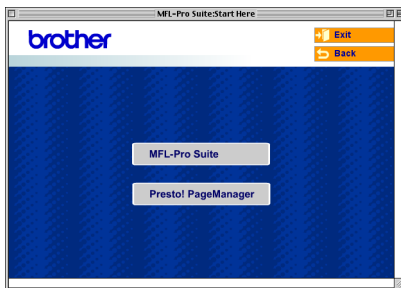 MFL-Pro Suite:Start Here
brother
Exit
Back
MFL-Pro Suite
Presto! PageManager